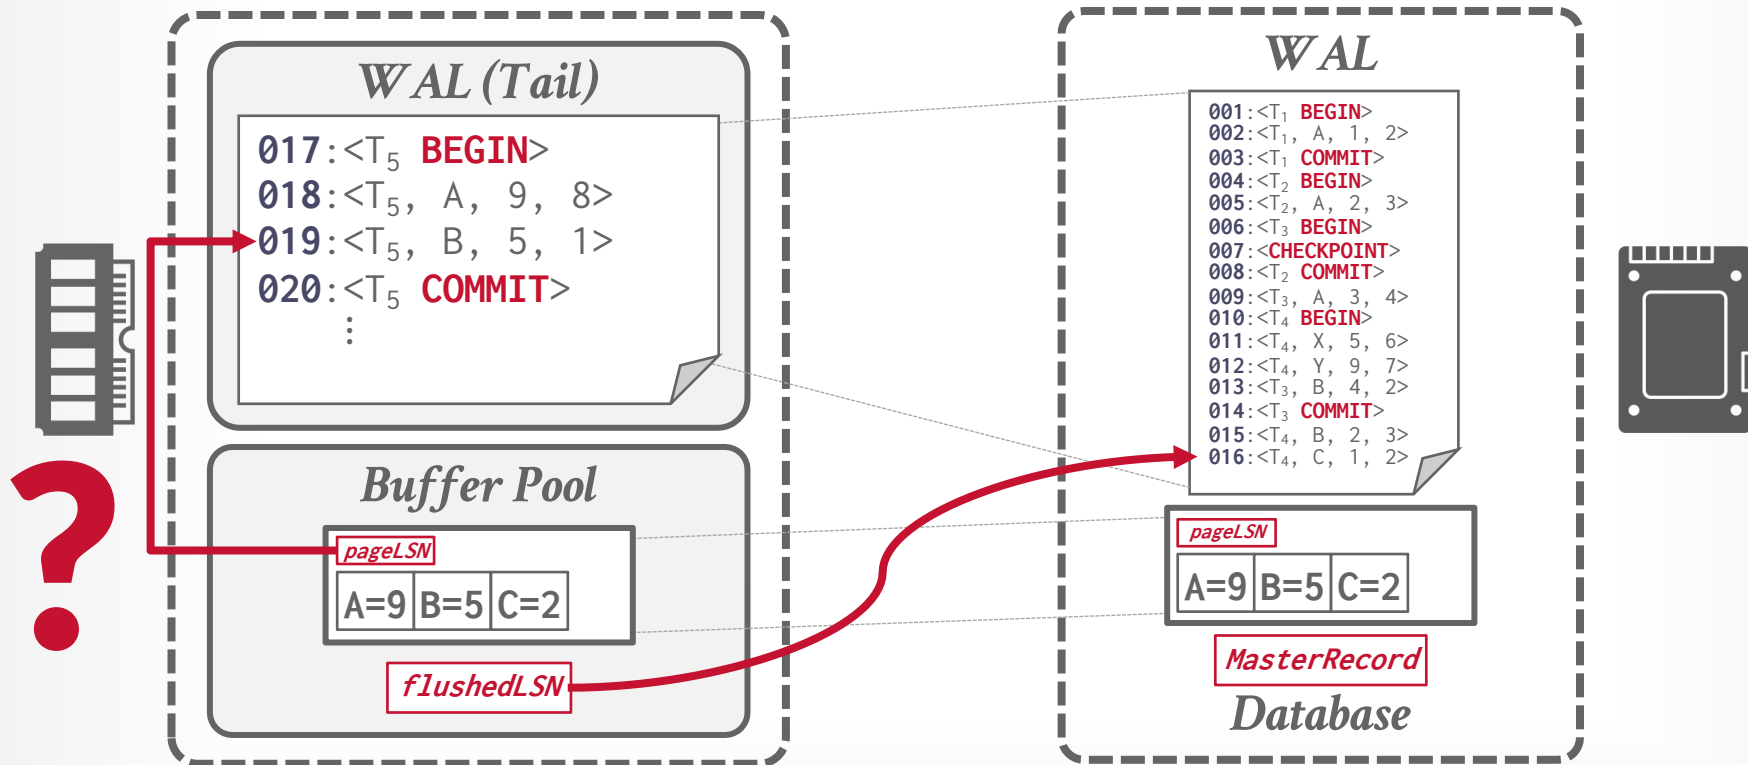 WAL (Tail)
017:<T5 BEGIN>
018:<T5, A, 9, 8>
019:<T5, B, 5, 1>
020:<T5 COMMIT>
⋮
?
Buffer Pool
pageLSN
A=9 B=5 C=2
flushedLSN
WAL
001:<T1 BEGIN>
002:<T1, A, 1, 2>
003:<T1 COMMIT>
004:<T2 BEGIN>
005:<T2, A, 2, 3>
006:<T3 BEGIN>
007:<CHECKPOINT>
008:<T2 COMMIT>
009:<T3, A, 3, 4>
010:<T4 BEGIN>
011:<T4, X, 5, 6>
012:<T4, Y, 9, 7>
013:<T3, B, 4, 2>
014:<T3 COMMIT>
015:<T4, B, 2, 3>
016:<T4, C, 1, 2>
pageLSN
A=9 B=5 C=2
MasterRecord
Database